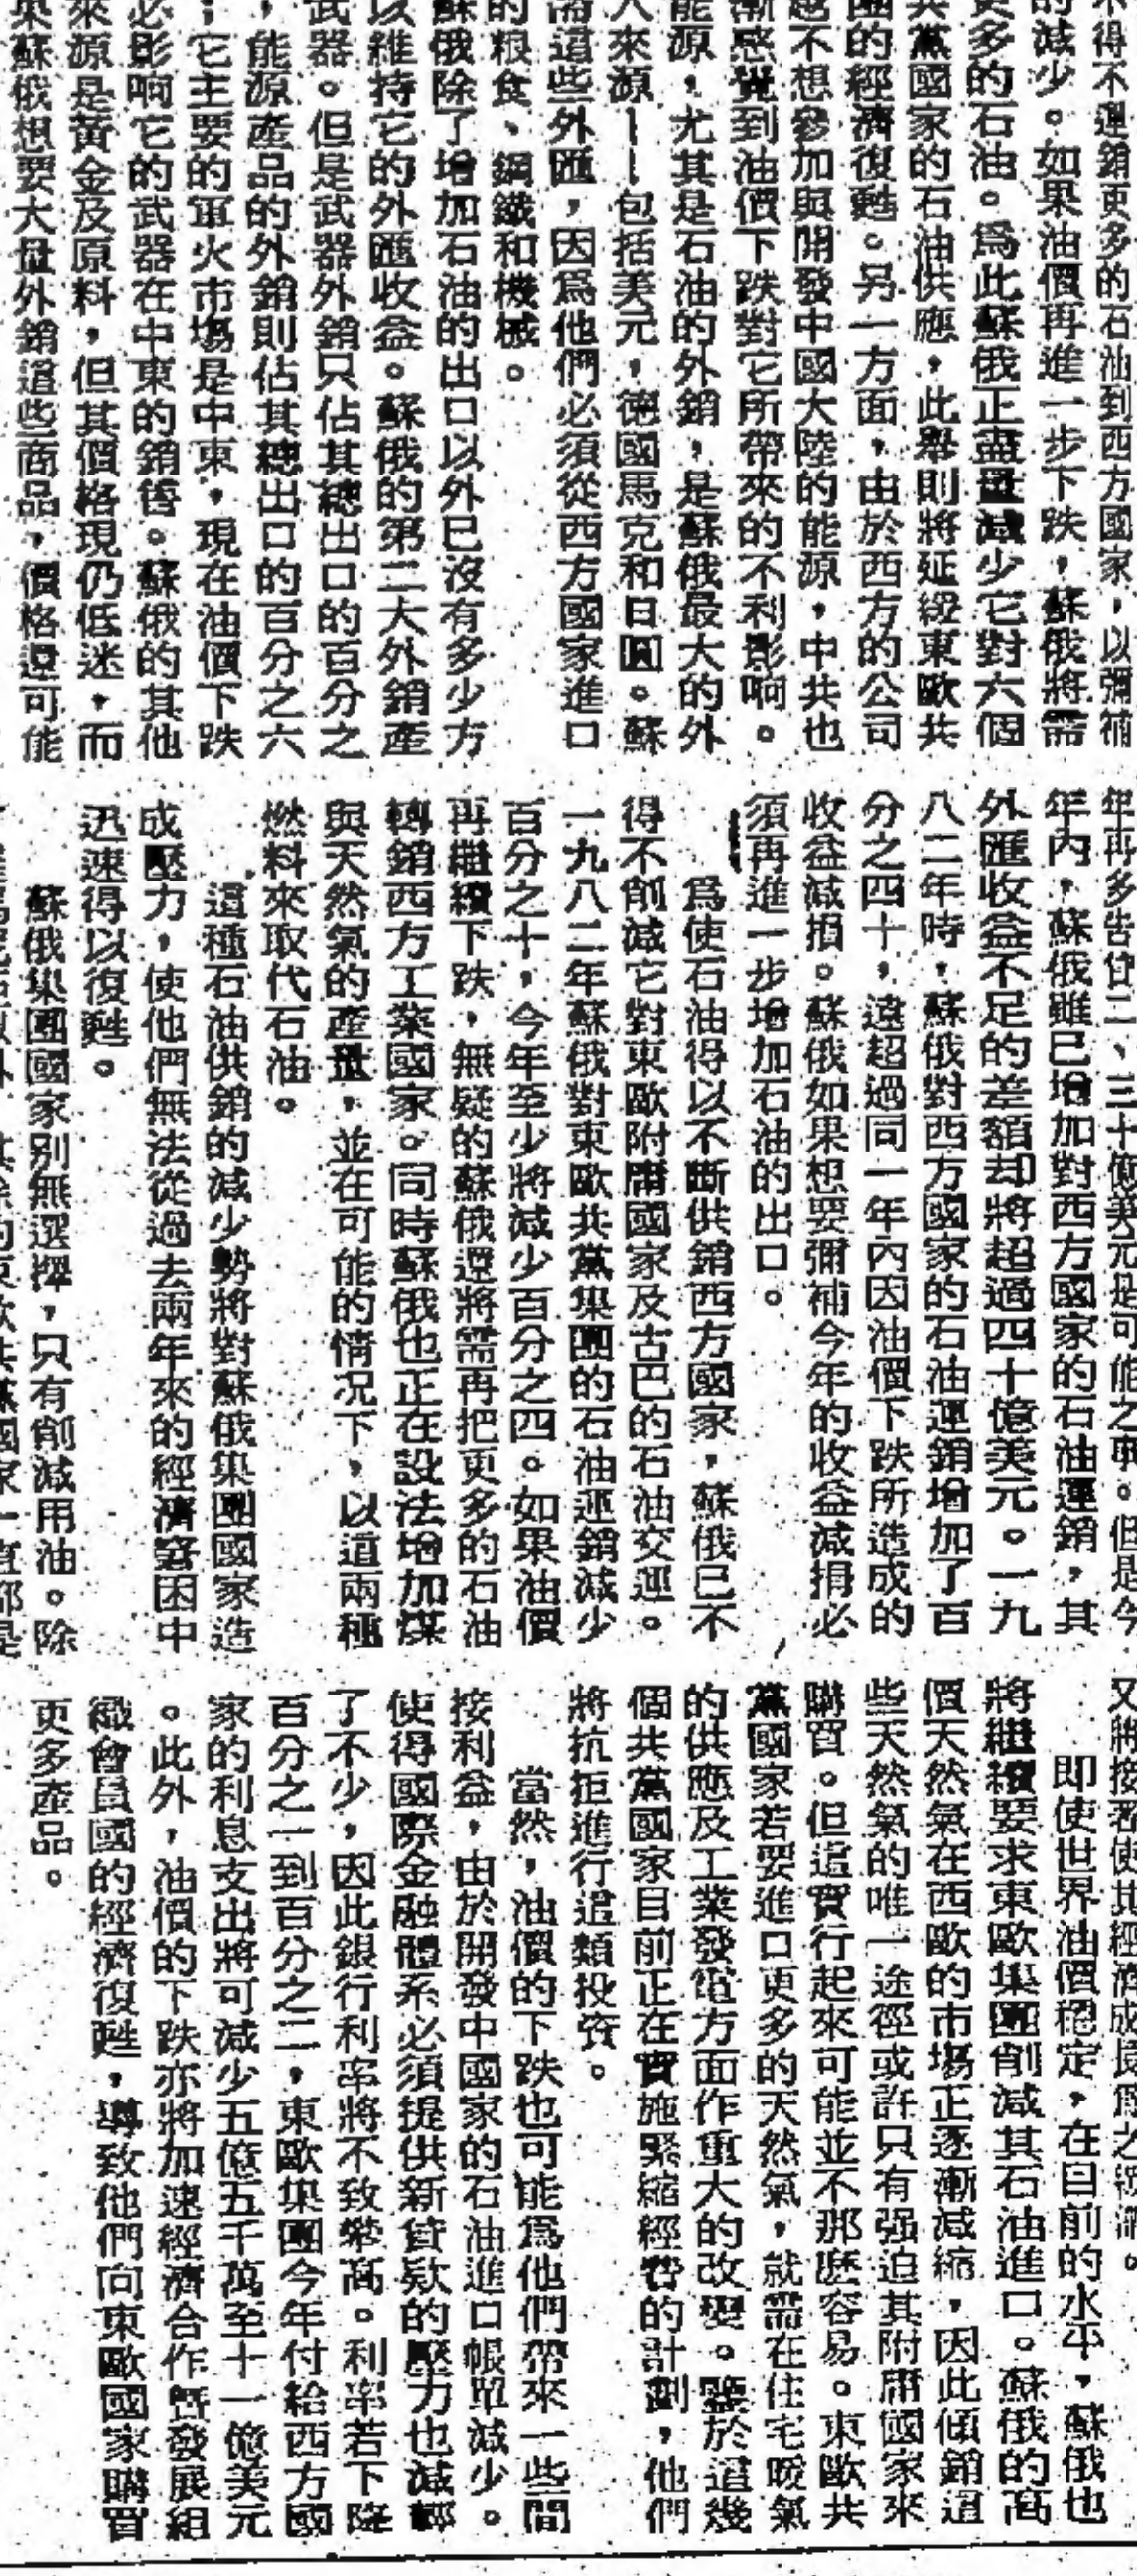 不得不運銷更多的石油到西方國家，以彌補
的減少。如果油價再進一步下跌，蘇俄將需
更多的石油。爲此蘇俄正盡量減少它對六個
共黨國家的石油供應，此舉則將延緩東歐共
團的經濟復甦。另一方面，由於西方的公司
越不想參加與開發中國大陸的能源，中共也
漸感覺到油價下跌對它所帶來的不利影响。
能源，尤其是石油的外銷，是蘇俄最大的外
人來源——包括美元，德國馬克和日圓。蘇
需這些外匯，因爲他們必須從西方國家進口
的粮食、鋼鐵和機械。
蘇俄除了增加石油的出口以外已沒有多少方
以維持它的外匯收益。蘇俄的第二大外銷產
武器。但是武器外銷只佔其總出口的百分之
，能源產品的外銷則佔其總出口的百分之六
；它主要的軍火市場是中東，現在油價下跌
必影响它的武器在中東的銷售。蘇俄的其他
來源是黃金及原料，但其價格現仍低迷，而
果蘇俄想要大量外銷這些商品，價格還可能
年再多 二、三十億美元是可能之事。但是今
年內，蘇俄雖已增加對西方國家的石油運銷，其
外匯收益不足的差額却將超過四十億美元。一九
八二年時，蘇俄對西方國家的石油運銷增加了百
分之四十，遠超過同一年內因油價下跌所造成的
收益減損。蘇俄如果想要彌補今年的收益減損必
須再進一步增加石油的出口。
爲使石油得以不斷供銷西方國家，蘇俄已不
得不削減它對東歐附庸國家及古巴的石油交運。
一九八二年蘇俄對東歐共黨集團的石油運銷減少
百分之十，今年至少將減少百分之四。如果油價
再繼續下跌，無疑的蘇俄還將需再把更多的石油
轉銷西方工業國家。同時蘇俄也正在設法增加煤
與天然氣的產量，並在可能的情況下，以這兩種
燃料來取代石油。
這種石油供銷的減少勢將對蘇俄集團國家造
成壓力，使他們無法從過去兩年來的經濟窘困中
迅速得以復甦。
蘇俄集團國家別無選擇，只有削減用油。除
以外，其餘的東歐共黨國家一直都是
又將接着使其經濟成長爲之 。
即使世界油價穩定，在目前的水平，蘇俄也
將繼續要求東歐集團削減其石油進口。蘇俄的高
價天然氣在西歐的市場正逐漸減縮，因此傾銷這
些天然氣的唯一途徑或許只有强迫其附庸國家來
購買。但這實行起來可能並不那麼容易。東歐共
黨國家若要進口更多的天然氣，就需在住宅暖氣
的供應及工業發電方面作重大的改變。鑒於這幾
個共黨國家目前正在實施緊縮經營的計劃，他們
將抗拒進行這類投資。
當然，油價的下跌也可能爲他們帶來一些間
接利益，由於開發中國家的石油進口帳單減少。
使得國際金融體系必須提供新貸欵的壓力也減輕
了不少，因此銀行利率將不致攀高。利率若下降
百分之一到百分之二，東歐集團今年付給西方國
家的利息支出將可減少五億五千萬至十一億美元
。此外，油價的下跌亦將加速經濟合作暨發展組
織會員國的經濟復甦，導致他們向東歐國家購買
更多產品。